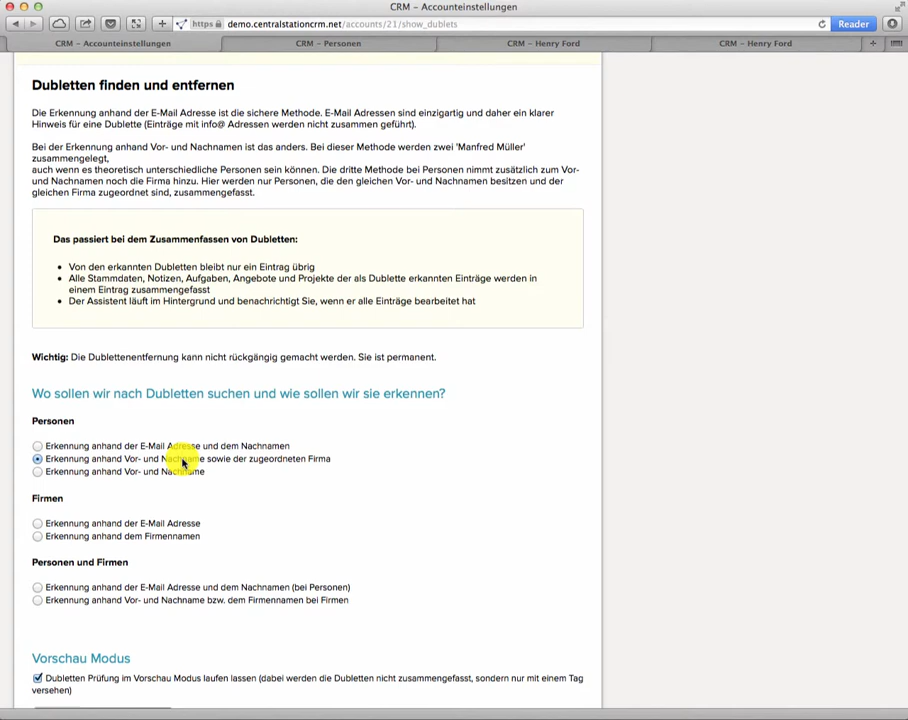 CRM – Accounteinstellungen
https demo.centralstationcrm.net/accounts/21/show_dublets
Reader
CRM – Accounteinstellungen
CRM – Personen
CRM – Henry Ford
CRM – Henry Ford
Dubletten finden und entfernen
Die Erkennung anhand der E-Mail Adresse ist die sichere Methode. E-Mail Adressen sind einzigartig und daher ein klarer
Hinweis für eine Dublette (Einträge mit info@ Adressen werden nicht zusammen geführt).
Bei der Erkennung anhand Vor- und Nachnamen ist das anders. Bei dieser Methode werden zwei 'Manfred Müller'
zusammengelegt,
auch wenn es theoretisch unterschiedliche Personen sein können. Die dritte Methode bei Personen nimmt zusätzlich zum Vor-
und Nachnamen noch die Firma hinzu. Hier werden nur Personen, die den gleichen Vor- und Nachnamen besitzen und der
gleichen Firma zugeordnet sind, zusammengefasst.
Das passiert bei dem Zusammenfassen von Dubletten:
• Von den erkannten Dubletten bleibt nur ein Eintrag übrig
• Alle Stammdaten, Notizen, Aufgaben, Angebote und Projekte der als Dublette erkannten Einträge werden in
einem Eintrag zusammengefasst
• Der Assistent läuft im Hintergrund und benachrichtigt Sie, wenn er alle Einträge bearbeitet hat
Wichtig: Die Dublettenentfernung kann nicht rückgängig gemacht werden. Sie ist permanent.
Wo sollen wir nach Dubletten suchen und wie sollen wir sie erkennen?
Personen
Erkennung anhand der E-Mail Adresse und dem Nachnamen
Erkennung anhand Vor- und Nachname sowie der zugeordneten Firma
Erkennung anhand Vor- und Nachname
Firmen
Erkennung anhand der E-Mail Adresse
Erkennung anhand dem Firmennamen
Personen und Firmen
Erkennung anhand der E-Mail Adresse und dem Nachnamen (bei Personen)
Erkennung anhand Vor- und Nachname bzw. dem Firmennamen bei Firmen
Vorschau Modus
Dubletten Prüfung im Vorschau Modus laufen lassen (dabei werden die Dubletten nicht zusammengefasst, sondern nur mit einem Tag
versehen)